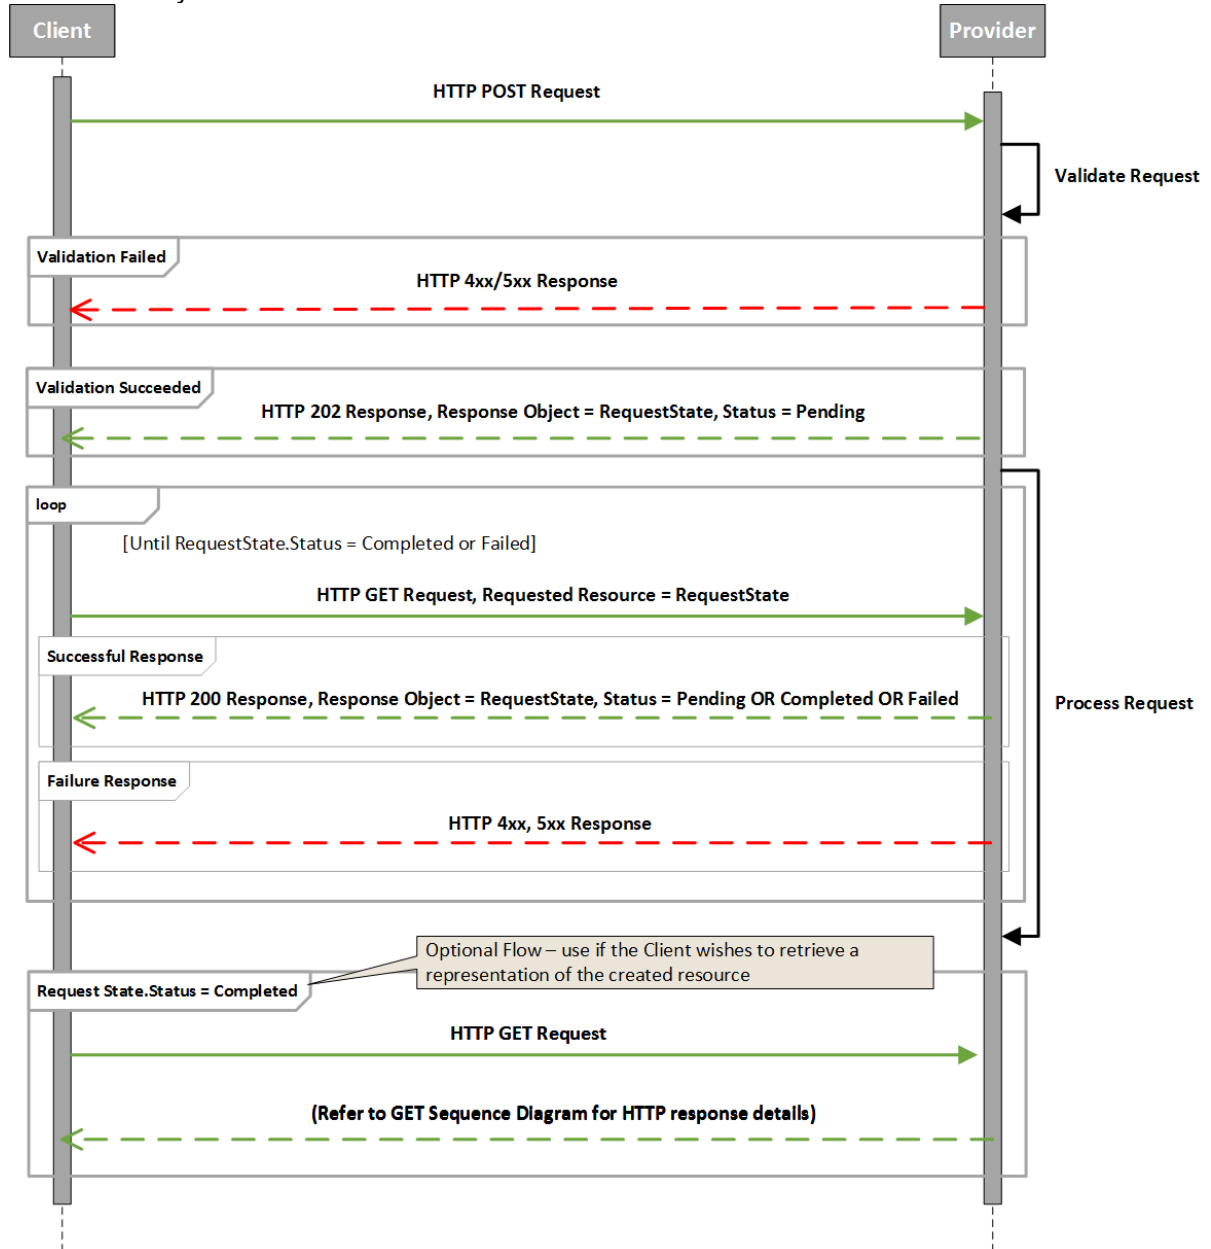 Client
Provider
HTTP POST Request
Validate Request
Validation Failed
HTTP 4xx/5xx Response
Validation Succeeded
HTTP 202 Response, Response Object = RequestState, Status = Pending
loop
[Until RequestState.Status = Completed or Failed]
HTTP GET Request, Requested Resource = RequestState
Successful Response
HTTP 200 Response, Response Object = RequestState, Status = Pending OR Completed OR Failed
Process Request
Failure Response
HTTP 4xx, 5xx Response
Optional Flow – use if the Client wishes to retrieve a
representation of the created resource
Request State.Status = Completed
HTTP GET Request
(Refer to GET Sequence Diagram for HTTP response details)